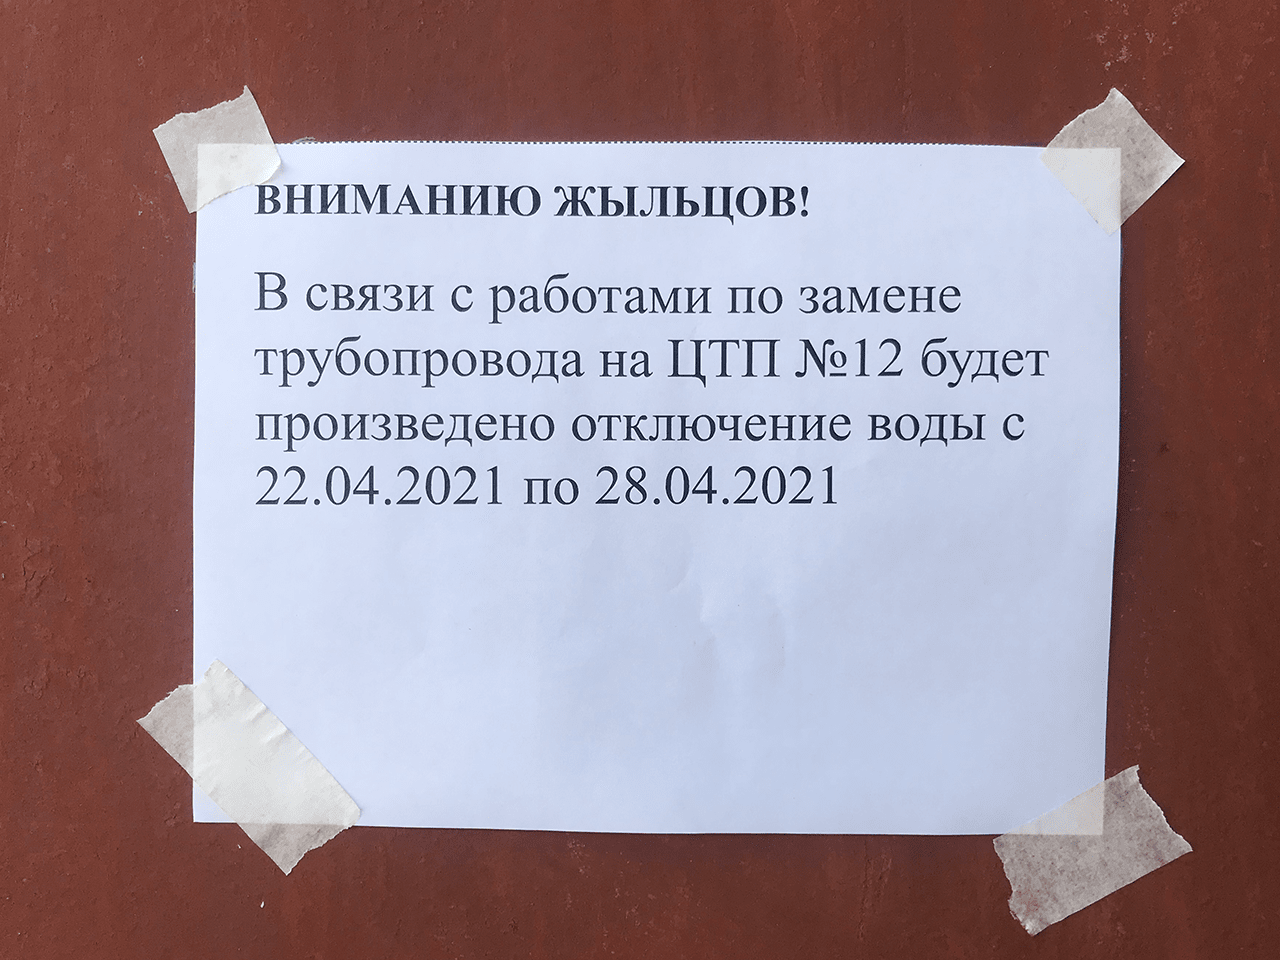 ВНИМАНИЮ ЖЫЛЬЦОВ!
В связи с работами по замене
трубопровода на ЦТП №12 будет
произведено отключение воды с
22.04.2021 по 28.04.2021